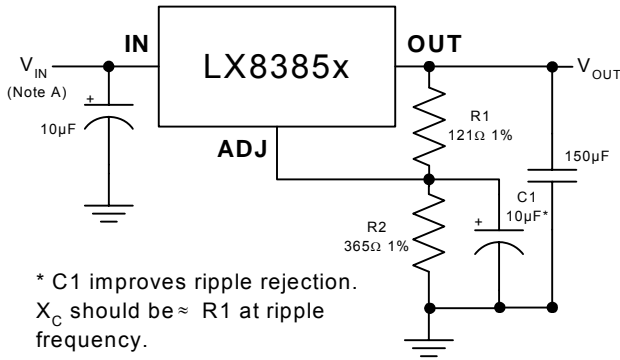 IN
OUT
LX8385x
V_IN
V_OUT
(Note A)
+
10µF
R1
121Ω 1%
ADJ
150µF
C1
10µF*
+
R2
365Ω 1%
* C1 improves ripple rejection.
X_C should be ≈ R1 at ripple
frequency.